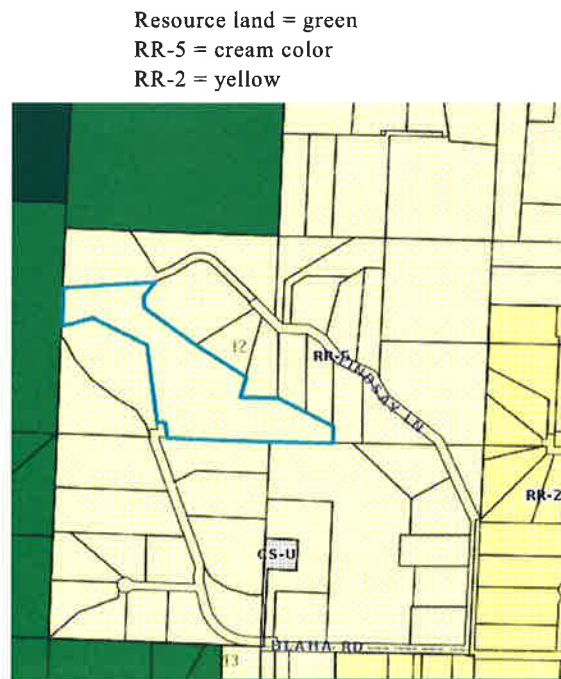 Resource land = green
RR-5 = cream color
RR-2 = yellow
12
RR-5
LINDSAY LN
RR-2
CS-U
BLAHA RD
13